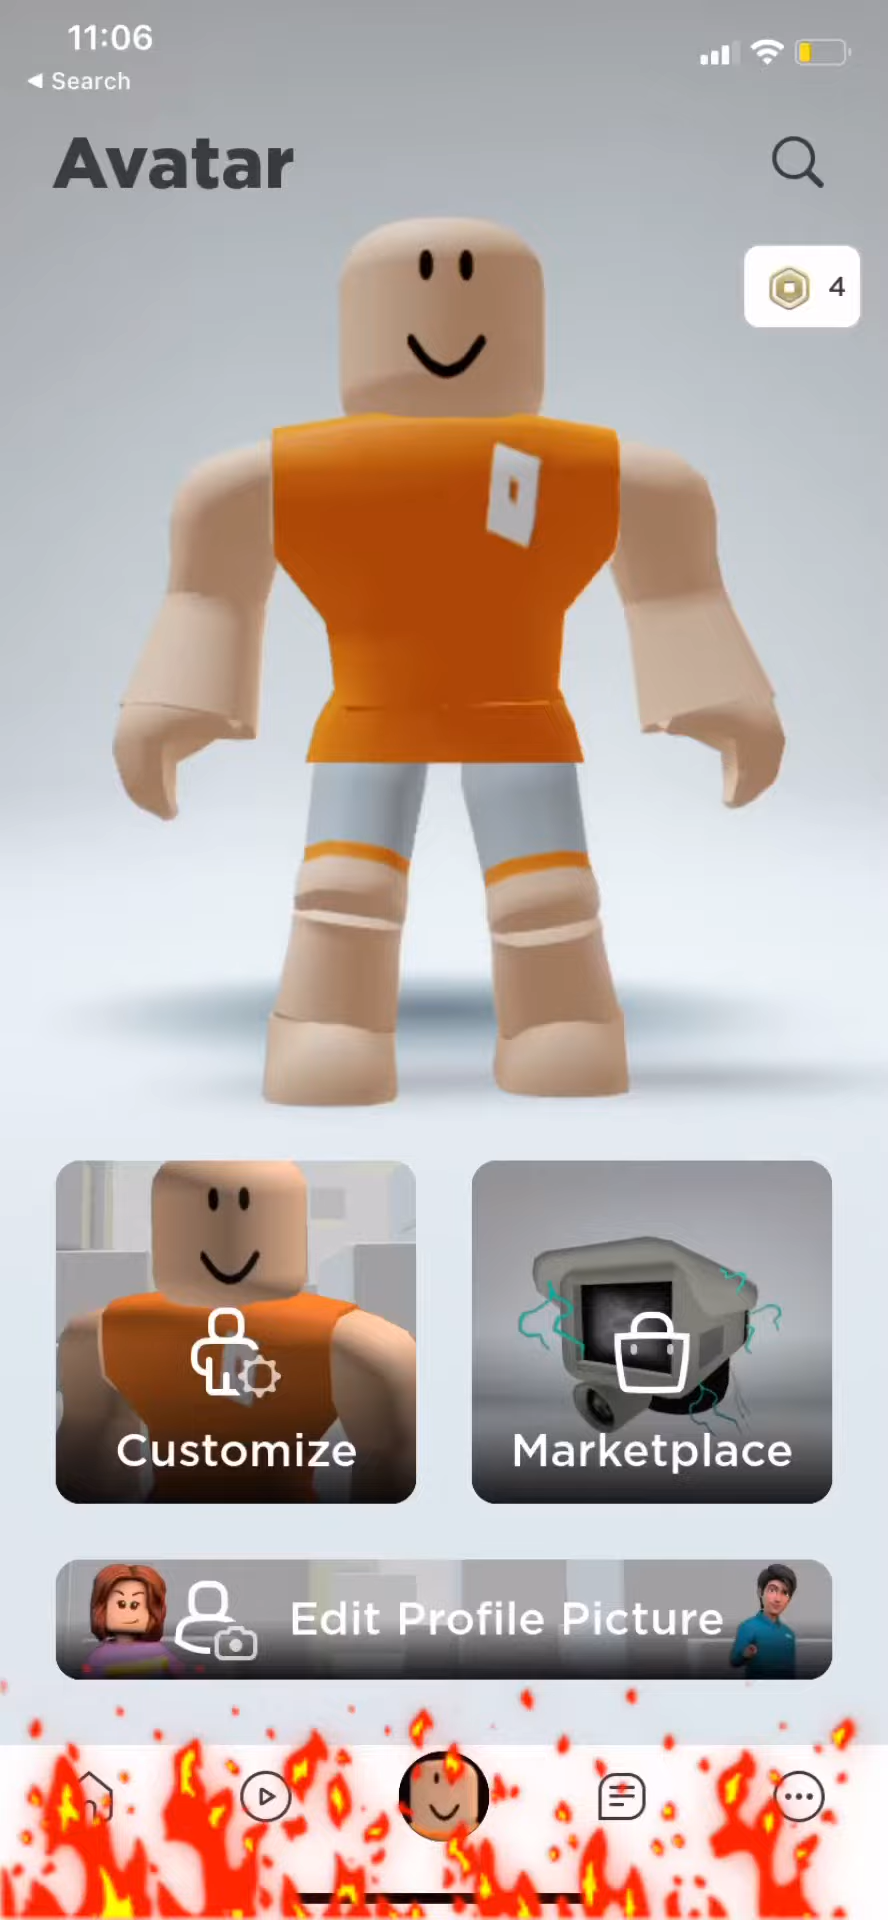 11:06
Search
Avatar
4
Customize
Marketplace
Edit Profile Picture